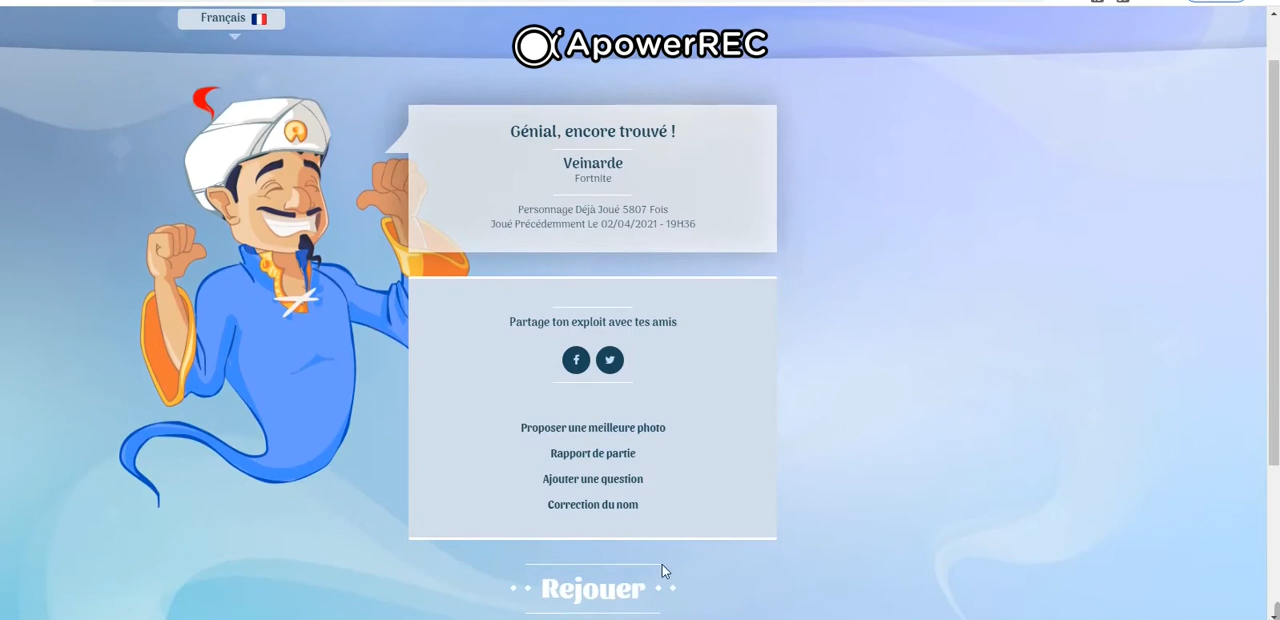 Français
ApowerREC
Génial, encore trouvé !
Veinarde
Fortnite
Personnage Déjà Joué 5807 Fois
Joué Précédemment Le 02/04/2021 - 19H36
Partage ton exploit avec tes amis
Proposer une meilleure photo
Rapport de partie
Ajouter une question
Correction du nom
Rejouer